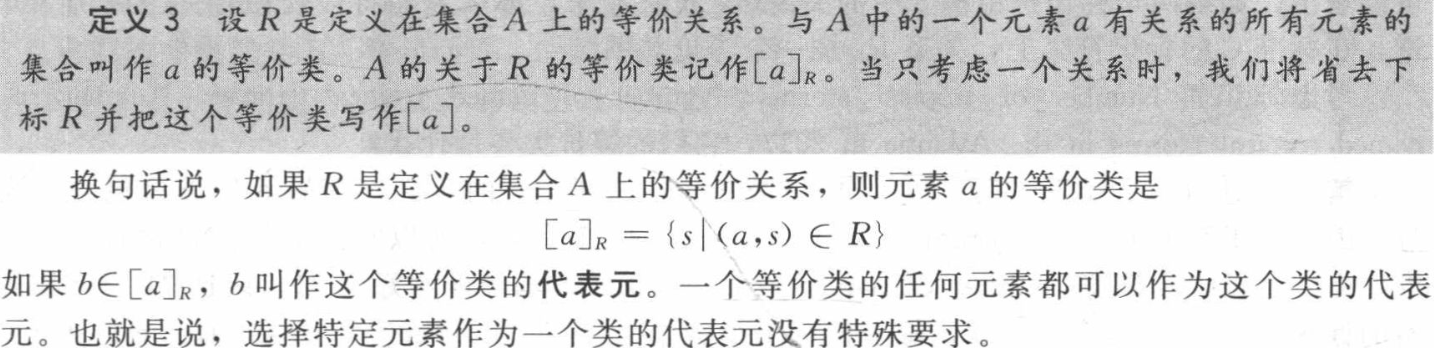 定义 3 设 R 是定义在集合 A 上的等价关系。与 A 中的一个元素 a 有关系的所有元素的
集合叫作 a 的等价类。A 的关于 R 的等价类记作[a]R。当只考虑一个关系时，我们将省去下
标 R 并把这个等价类写作[a]。
换句话说，如果 R 是定义在集合 A 上的等价关系，则元素 a 的等价类是
[a]R = {s|(a,s) ∈ R}
如果 b∈[a]R，b 叫作这个等价类的代表元。一个等价类的任何元素都可以作为这个类的代表
元。也就是说，选择特定元素作为一个类的代表元没有特殊要求。